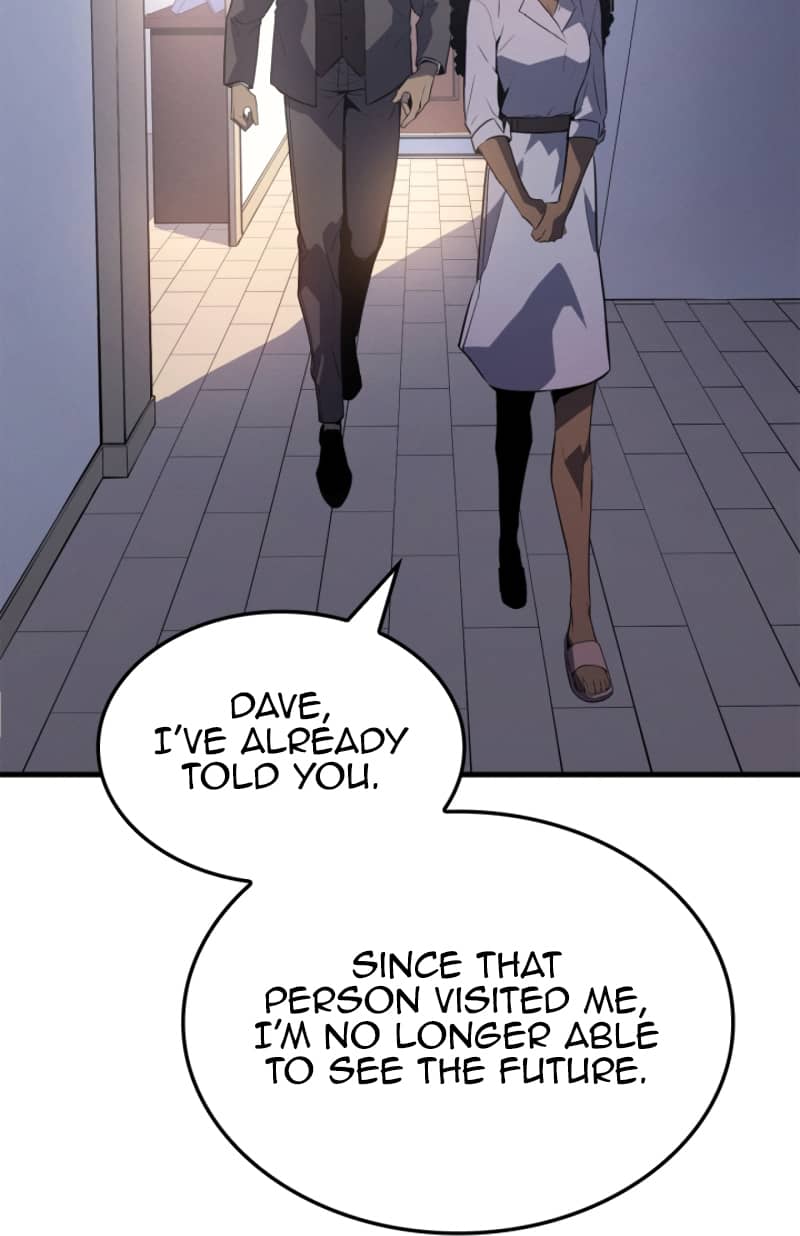 DAVE,
I'VE ALREADY
TOLD YOU.
SINCE THAT
PERSON VISITED ME,
I'M NO LONGER ABLE
TO SEE THE FUTURE.